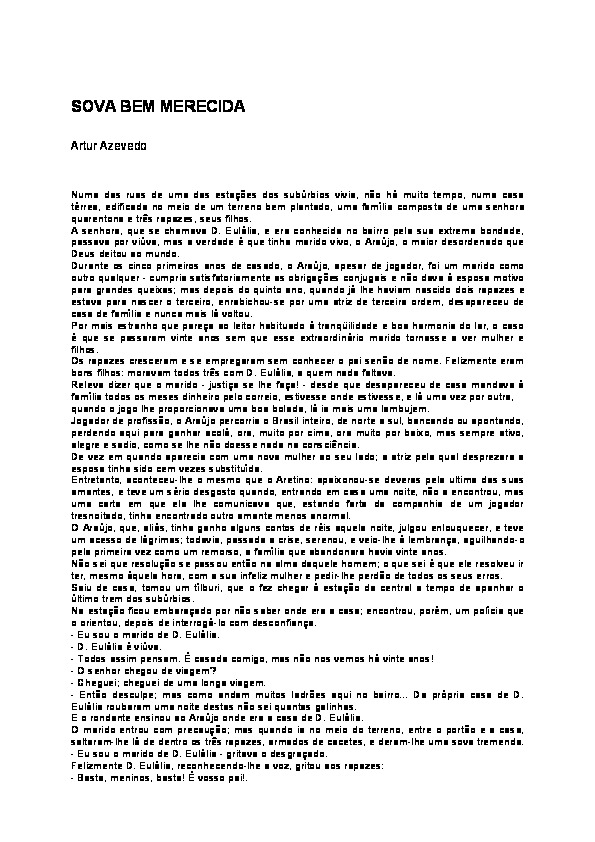 SOVA BEM MERECIDA
Artur Azevedo
Numa das ruas de uma das estações dos subúrbios vivia, não há muito tempo, numa casa
térrea, edificada no meio de um terreno bem plantado, uma família composta de uma senhora
quarentona e três rapazes, seus filhos.
A senhora, que se chamava D. Eulália, e era conhecida no bairro pela sua extrema bondade,
passava por viúva, mas a verdade é que tinha marido vivo, o Araújo, o maior desordenado que
Deus deitou ao mundo.
Durante os cinco primeiros anos de casado, o Araújo, apesar de jogador, foi um marido como
outro qualquer - cumpria satisfatoriamente as obrigações conjugais e não dava à esposa motivo
para grandes queixas; mas depois do quinto ano, quando já lhe haviam nascido dois rapazes e
estava para nascer o terceiro, enrabichou-se por uma atriz de terceira ordem, desapareceu da
casa de família e nunca mais lá voltou.
Por mais estranho que pareça ao leitor habituado à tranqüilidade e boa harmonia do lar, o caso
é que se passaram vinte anos sem que esse extraordinário marido tornasse a ver mulher e
filhos.
Os rapazes cresceram e se empregaram sem conhecer o pai senão de nome. Felizmente eram
bons filhos: moravam todos três com D. Eulália, a quem nada faltava.
Releva dizer que o marido - justiça se lhe faça! - desde que desapareceu de casa mandava à
família todos os meses dinheiro pelo correio, estivesse onde estivesse, e lá uma vez por outra,
quando o jogo lhe proporcionava uma boa bolada, lá ia mais uma lambujem.
Jogador de profissão, o Araújo percorria o Brasil inteiro, de norte a sul, bancando ou apontando,
perdendo aqui para ganhar acolá, ora, muito por cima, ora muito por baixo, mas sempre ativo,
alegre e sadio, como se lhe não doesse nada na consciência.
De vez em quando aparecia com uma nova mulher ao seu lado; a atriz pela qual desprezara a
esposa tinha sido cem vezes substituída.
Entretanto, aconteceu-lhe o mesmo que a Aretino: apaixonou-se deveras pela última das suas
amantes, e teve um sério desgosto quando, entrando em casa uma noite, não a encontrou, mas
uma carta em que ela lhe comunicava que, estando farta da companhia de um jogador
tresnoitado, tinha encontrado outro amante menos anormal.
O Araújo, que, aliás, tinha ganho alguns contos de réis aquela noite, julgou enlouquecer, e teve
um acesso de lágrimas; todavia, passada a crise, serenou, e veio-lhe à lembrança, aguilhando-o
pela primeira vez como um remorso, a família que abandonara havia vinte anos.
Não sei que resolução se passou então na alma daquele homem; o que sei é que ele resolveu ir
ter, mesmo àquela hora, com a sua infeliz mulher e pedir-lhe perdão de todos os seus erros.
Saiu de casa, tomou um tílburi, que o fez chegar à estação da central a tempo de apanhar o
último trem dos subúrbios.
Na estação ficou embaraçado por não saber onde era a casa; encontrou, porém, um polícia que
o orientou, depois de interrogá-lo com desconfiança.
- Eu sou o marido de D. Eulália.
- D. Eulália é viúva.
- Todos assim pensam. É casada comigo, mas não nos vemos há vinte anos!
- O senhor chegou de viagem?
- Cheguei; cheguei de uma longa viagem.
- Então desculpe; mas como andam muitos ladrões aqui no bairro... Da própria casa de D.
Eulália roubaram uma noite destas não sei quantas galinhas.
E o rondante ensinou ao Araújo onde era a casa de D. Eulália.
O marido entrou com precaução; mas quando ia no meio do terreno, entre o portão e a casa,
saltaram-lhe lá de dentro os três rapazes, armados de cacetes, e deram-lhe uma sova tremenda.
- Eu sou o marido de D. Eulália - gritava o desgraçado.
Felizmente D. Eulália, reconhecendo-lhe a voz, gritou aos rapazes:
- Basta, meninos, basta! É vosso pai!.